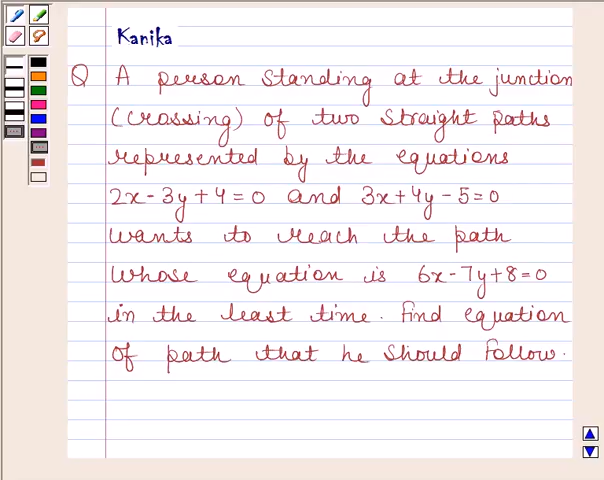 Kanika
Q A person standing at the junction
(crossing) of two straight paths
represented by the equations
2x-3y+4=0 and 3x+4y-5=0
wants to reach the path
whose equation is 6x-7y+8=0
in the least time. Find equation
of path that he should follow.